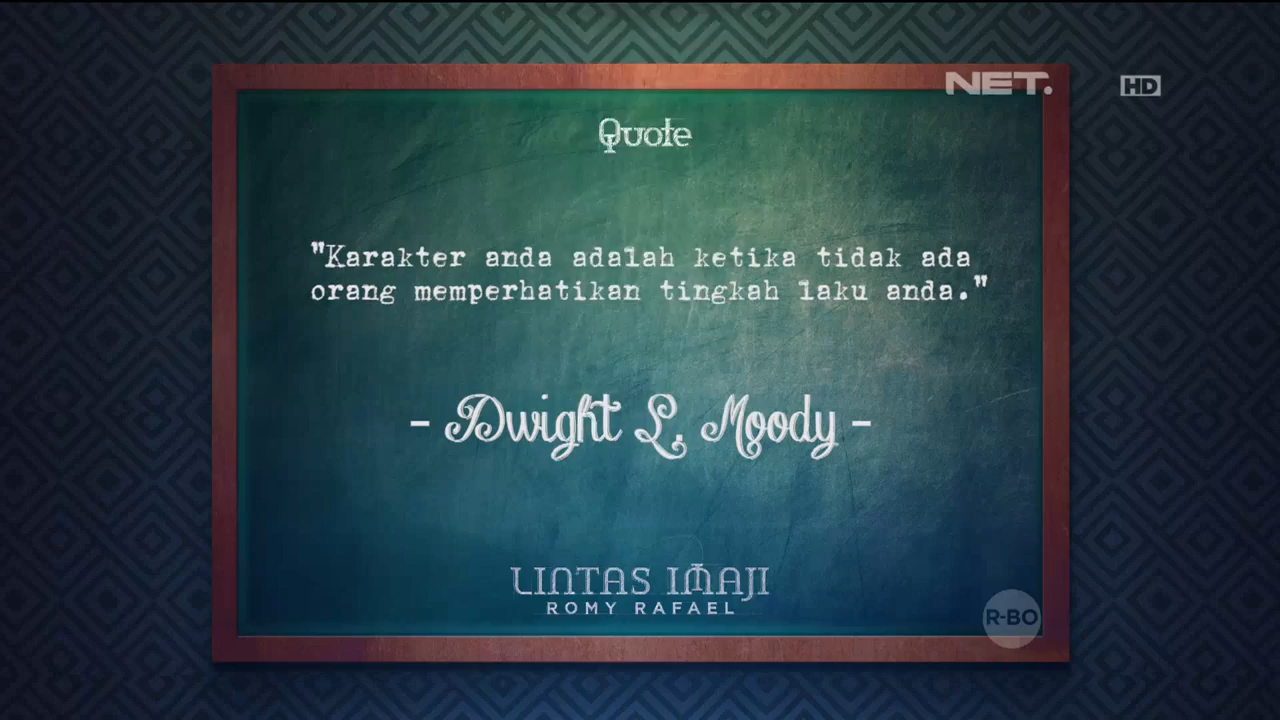 NET.
HD
Quote
"Karakter anda adalah ketika tidak ada
orang memperhatikan tingkah laku anda."
- Dwight L. Moody -
LINTAS IMAJI
ROMY RAFAEL
R-BO